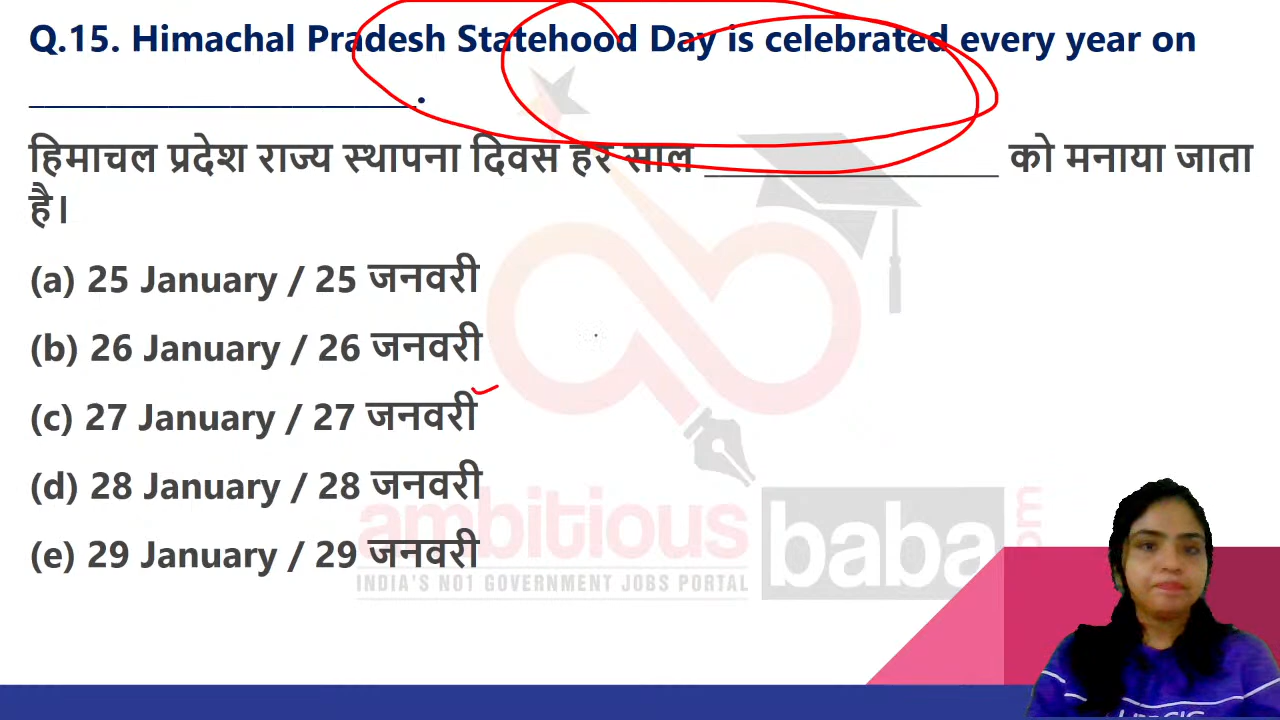 Q.15. Himachal Pradesh Statehood Day is celebrated every year on
_________________________.
हिमाचल प्रदेश राज्य स्थापना दिवस हर साल ___________________ को मनाया जाता
है।
(a) 25 January / 25 जनवरी
(b) 26 January / 26 जनवरी
(c) 27 January / 27 जनवरी
(d) 28 January / 28 जनवरी
(e) 29 January / 29 जनवरी
ambitious baba
INDIA'S NO1 GOVERNMENT JOBS PORTAL